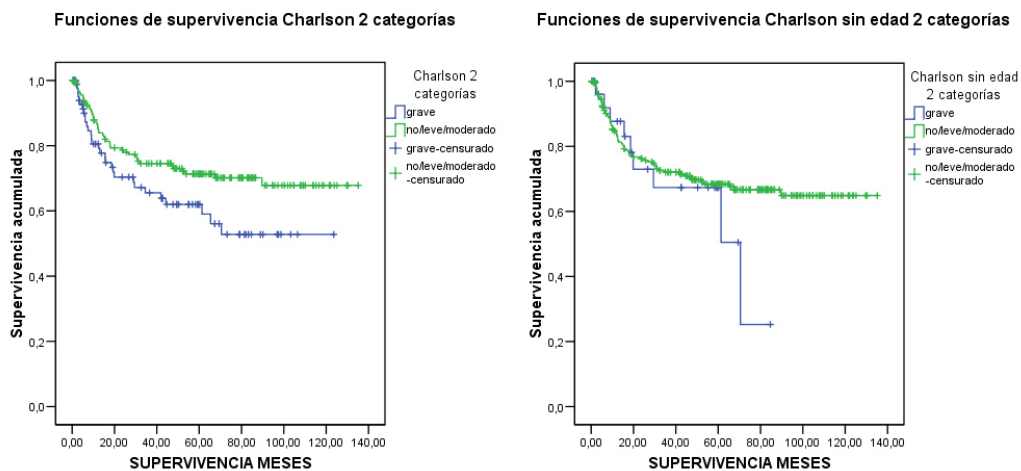 Funciones de supervivencia Charlson 2 categorías
Supervivencia acumulada
1,0
0,8
0,6
0,4
0,2
0,0
0,00
20,00
40,00
60,00
80,00
100,00
120,00
140,00
SUPERVIVENCIA MESES
Charlson 2
categorías
grave
no/leve/moderado
grave-censurado
no/leve/moderado
-censurado
Funciones de supervivencia Charlson sin edad 2 categorías
Supervivencia acumulada
1,0
0,8
0,6
0,4
0,2
0,0
0,00
20,00
40,00
60,00
80,00
100,00
120,00
140,00
SUPERVIVENCIA MESES
Charlson sin edad
2 categorías
grave
no/leve/moderado
grave-censurado
no/leve/moderado
-censurado